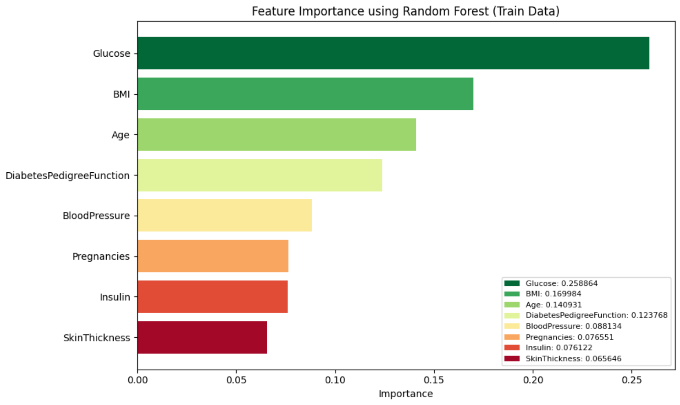 Feature Importance using Random Forest (Train Data)
Glucose
BMI
Age
DiabetesPedigreeFunction
BloodPressure
Pregnancies
Insulin
SkinThickness
Glucose: 0.258864
BMI: 0.169984
Age: 0.140931
DiabetesPedigreeFunction: 0.123768
BloodPressure: 0.088134
Pregnancies: 0.076551
Insulin: 0.076122
SkinThickness: 0.065646
0.00 0.05 0.10 0.15 0.20 0.25
Importance